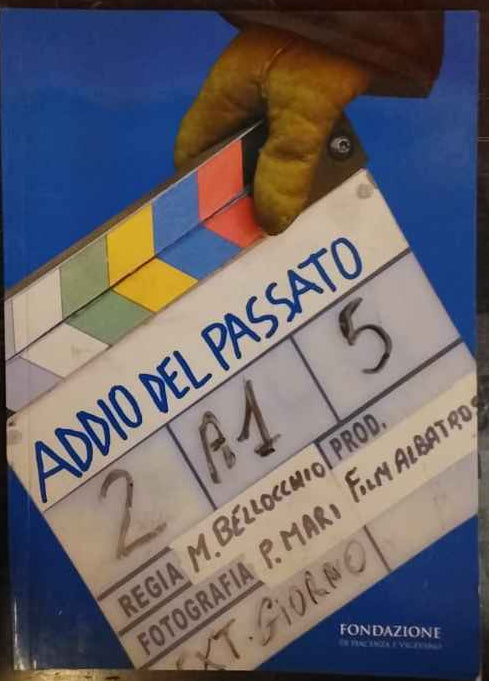 ADDIO DEL PASSATO
2 A1 5
REGIA M. BELLOCCHIO PROD.
FOTOGRAFIA P. MARI FILM ALBATROS
EXT. GIORNO
FONDAZIONE
DI PIACENZA E VIGEVANO